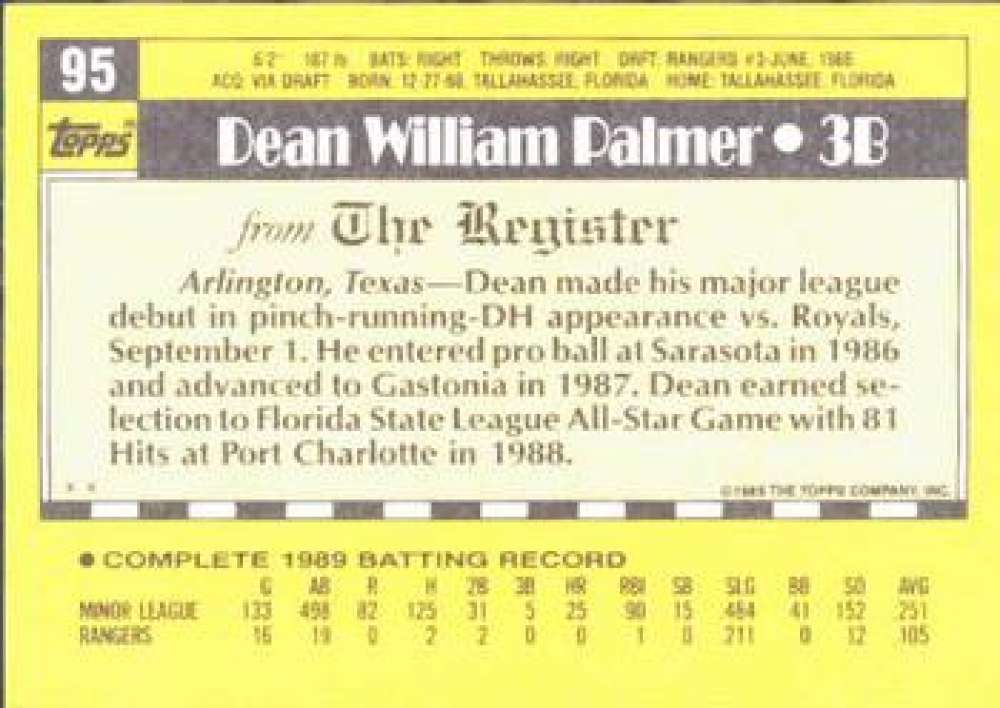 95
6'2" 187 lb BATS: RIGHT THROWS: RIGHT DRFT: RANGERS #3-JUNE, 1986
ACQ: VIA DRAFT BORN: 12-27-68, TALLAHASSEE, FLORIDA HOME: TALLAHASSEE, FLORIDA
Topps
Dean William Palmer • 3B
from The Register
Arlington, Texas—Dean made his major league
debut in pinch-running-DH appearance vs. Royals,
September 1. He entered pro ball at Sarasota in 1986
and advanced to Gastonia in 1987. Dean earned se-
lection to Florida State League All-Star Game with 81
Hits at Port Charlotte in 1988.
* *
©1989 THE TOPPS COMPANY, INC.
● COMPLETE 1989 BATTING RECORD
G AB R H 2B 3B HR RBI SB SLG BB SO AVG
MINOR LEAGUE 133 498 82 125 31 5 25 90 15 .484 41 152 .251
RANGERS 16 19 0 2 2 0 0 1 0 .211 0 12 .105